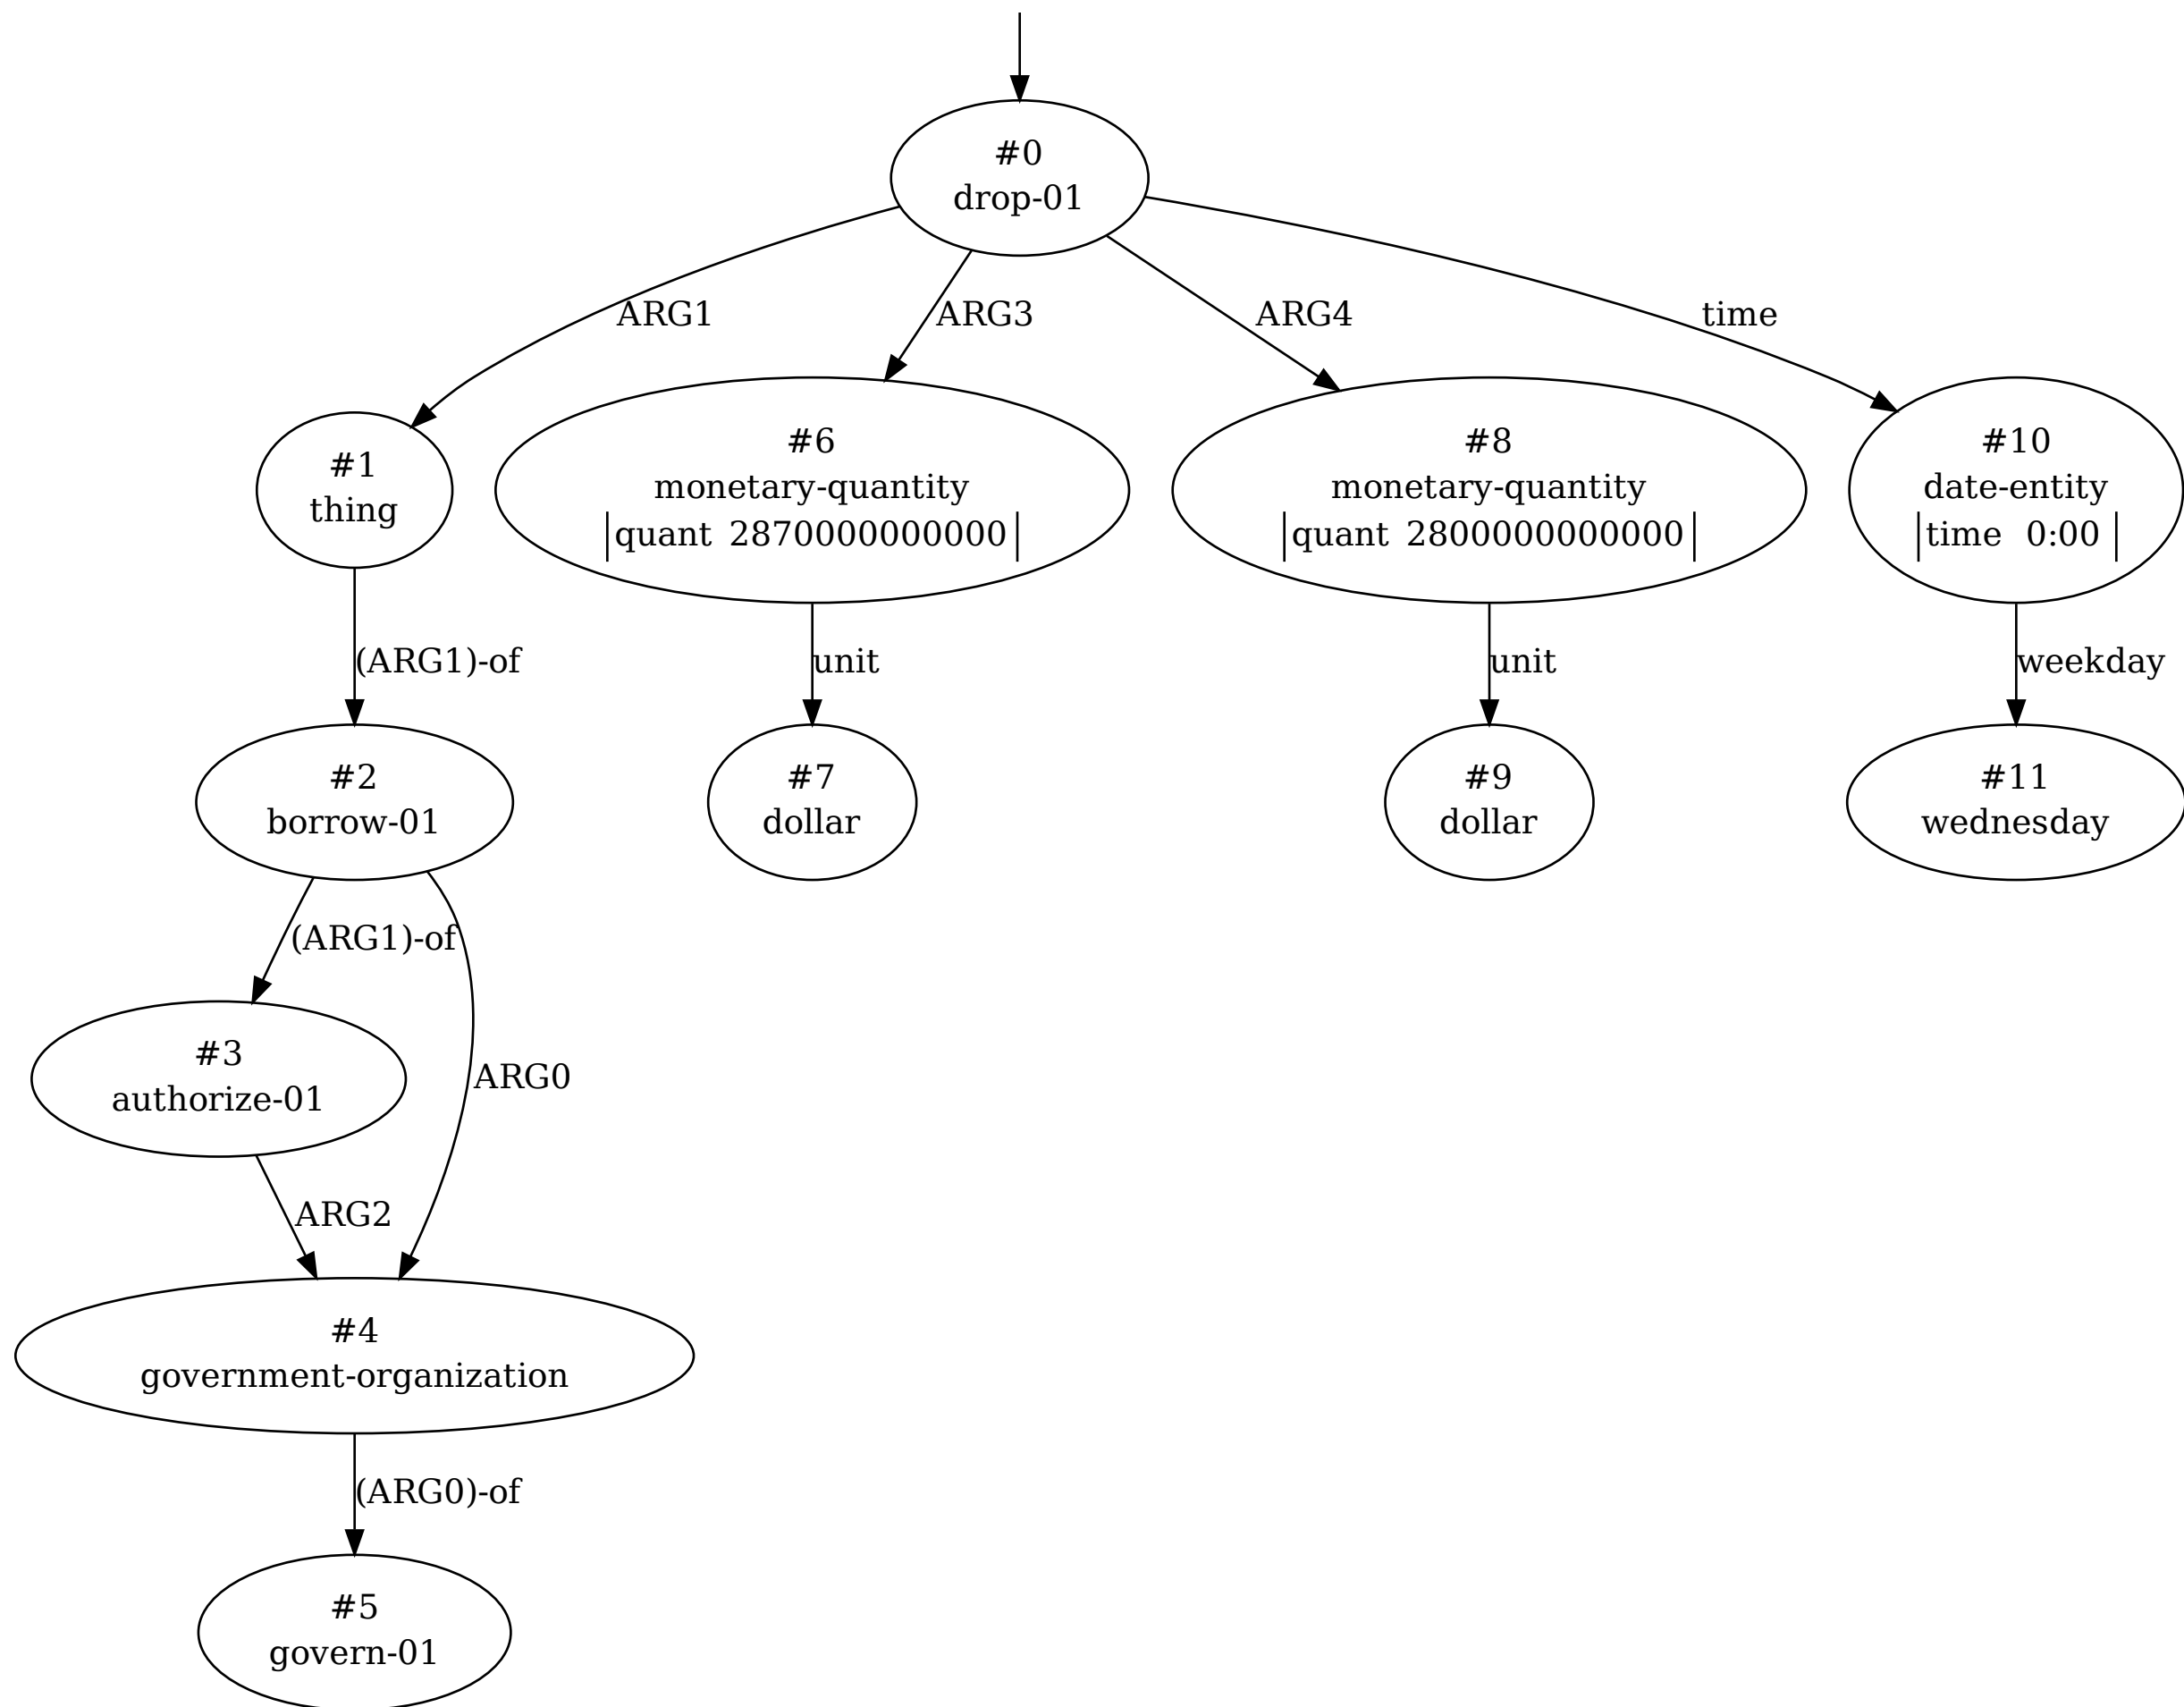 #0
drop-01
ARG1
ARG3
ARG4
time
#1
thing
#6
monetary-quantity
quant 2870000000000
#8
monetary-quantity
quant 2800000000000
#10
date-entity
time 0:00
(ARG1)-of
unit
unit
weekday
#2
borrow-01
#7
dollar
#9
dollar
#11
wednesday
(ARG1)-of
#3
authorize-01
ARG0
ARG2
#4
government-organization
(ARG0)-of
#5
govern-01